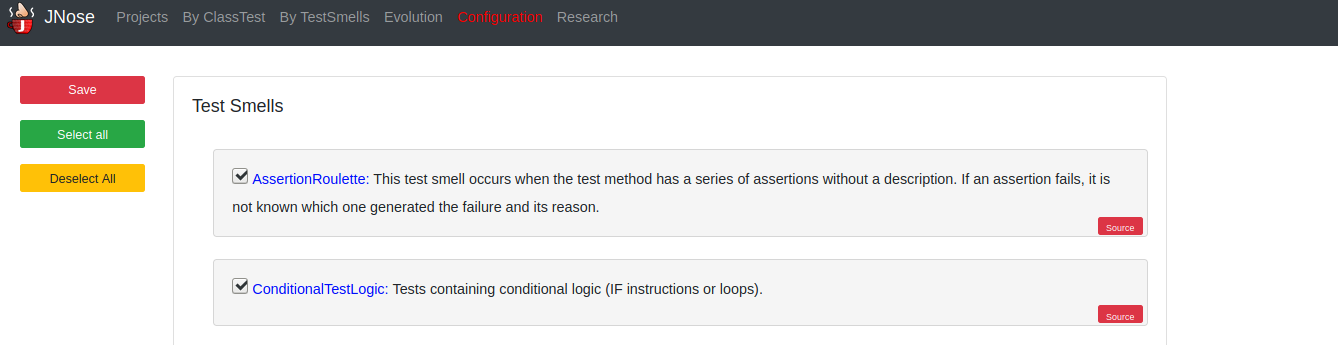 JNose Projects By ClassTest By TestSmells Evolution Configuration Research
Save
Select all
Deselect All
Test Smells
AssertionRoulette: This test smell occurs when the test method has a series of assertions without a description. If an assertion fails, it is
not known which one generated the failure and its reason.
Source
ConditionalTestLogic: Tests containing conditional logic (IF instructions or loops).
Source